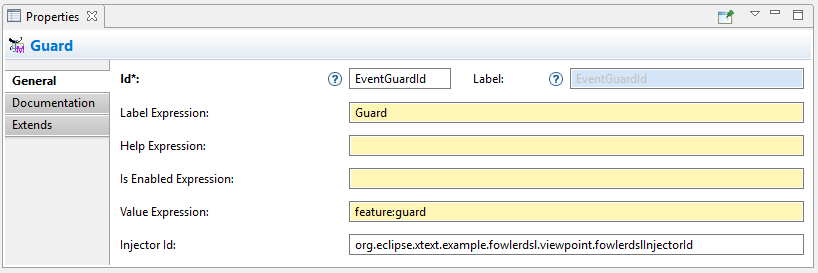 Properties
Guard
General
Documentation
Extends
Id*: EventGuardId Label: EventGuardId
Label Expression: Guard
Help Expression:
Is Enabled Expression:
Value Expression: feature:guard
Injector Id: org.eclipse.xtext.example.fowlerdsl.viewpoint.fowlerdslInjectorId